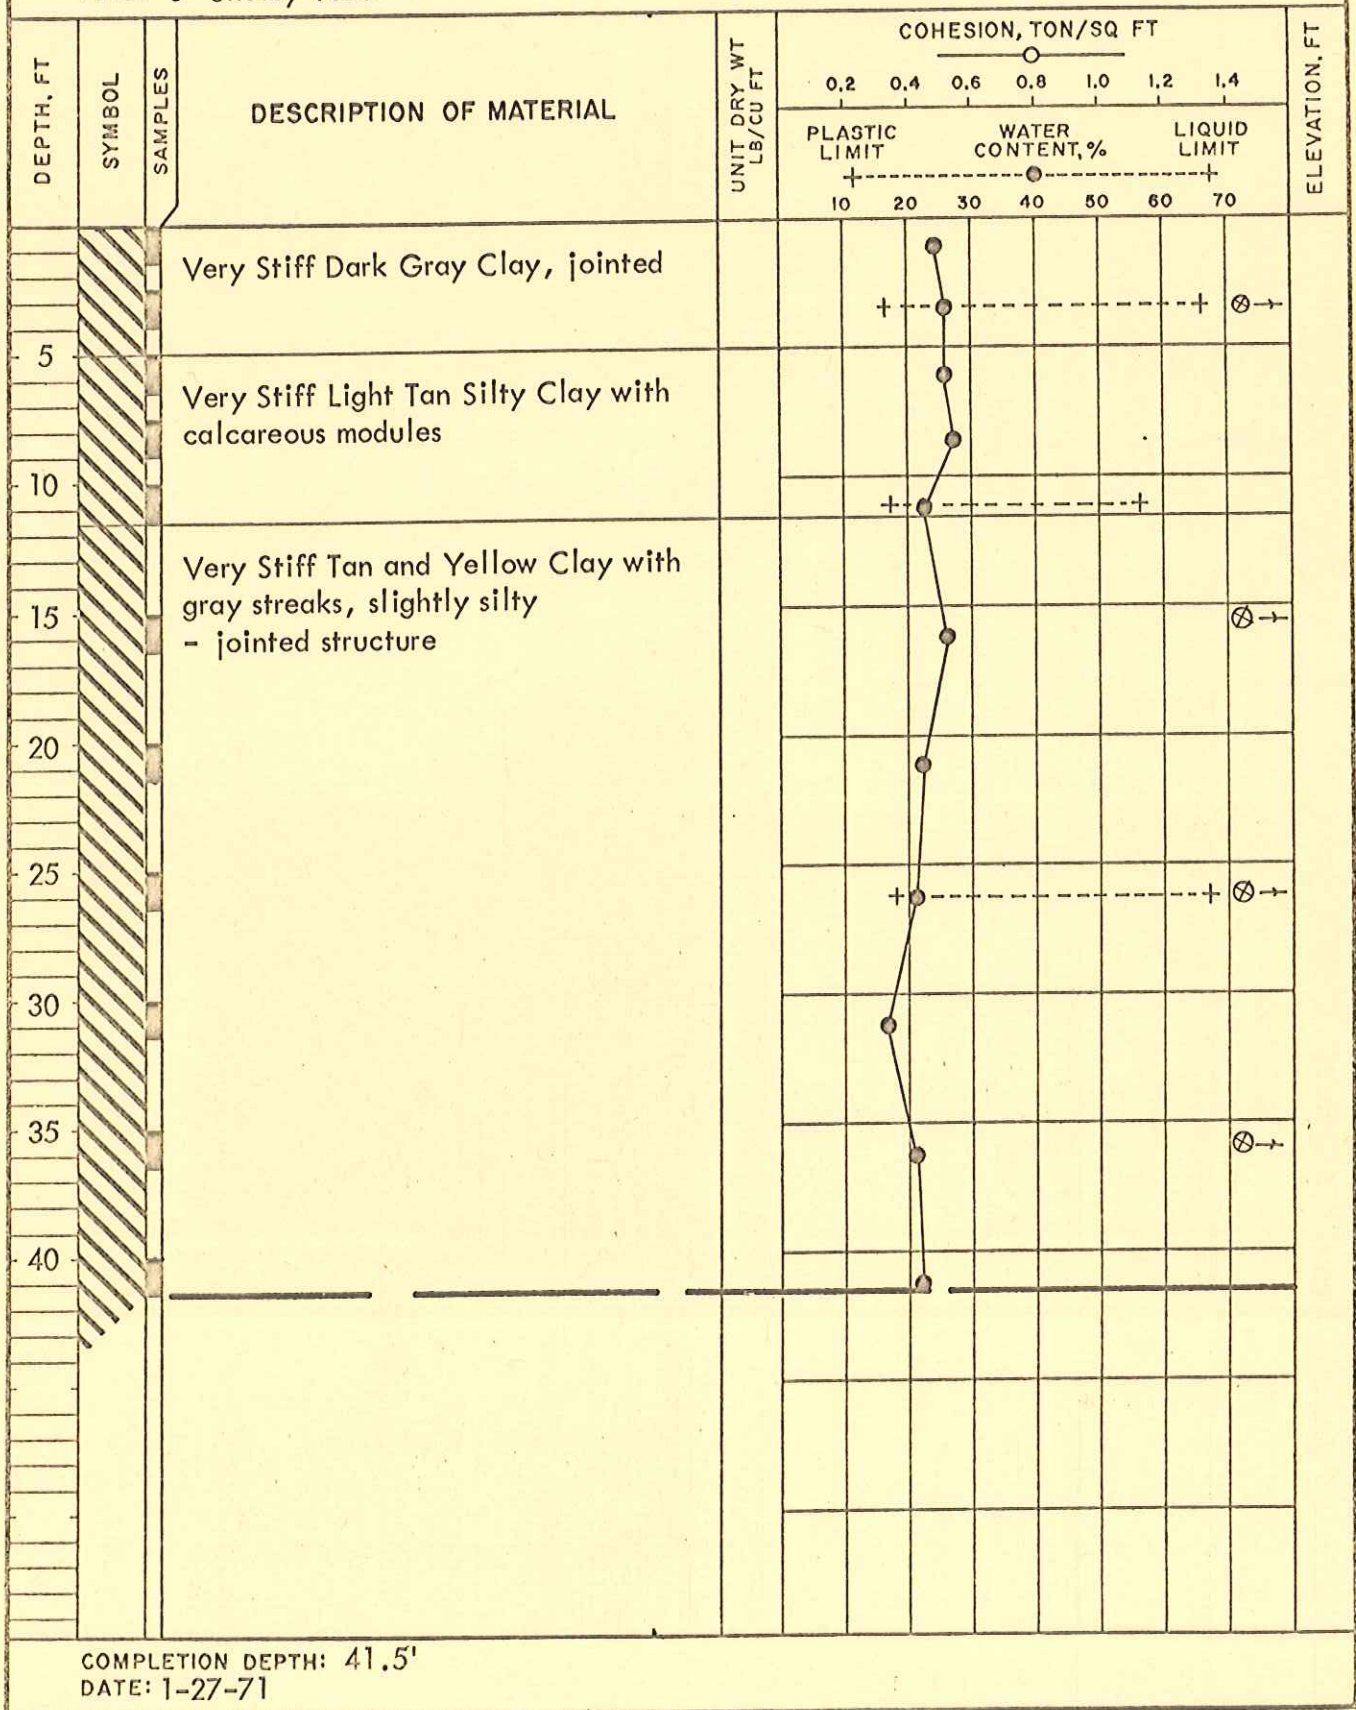 DEPTH, FT
SYMBOL
SAMPLES
DESCRIPTION OF MATERIAL
UNIT DRY WT
LB/CU FT
COHESION, TON/SQ FT
0.2 0.4 0.6 0.8 1.0 1.2 1.4
PLASTIC LIMIT
WATER CONTENT, %
LIQUID LIMIT
10 20 30 40 50 60 70
ELEVATION, FT
Very Stiff Dark Gray Clay, jointed
5
Very Stiff Light Tan Silty Clay with
calcareous modules
10
Very Stiff Tan and Yellow Clay with
gray streaks, slightly silty
- jointed structure
15
20
25
30
35
40
COMPLETION DEPTH: 41.5'
DATE: 1-27-71